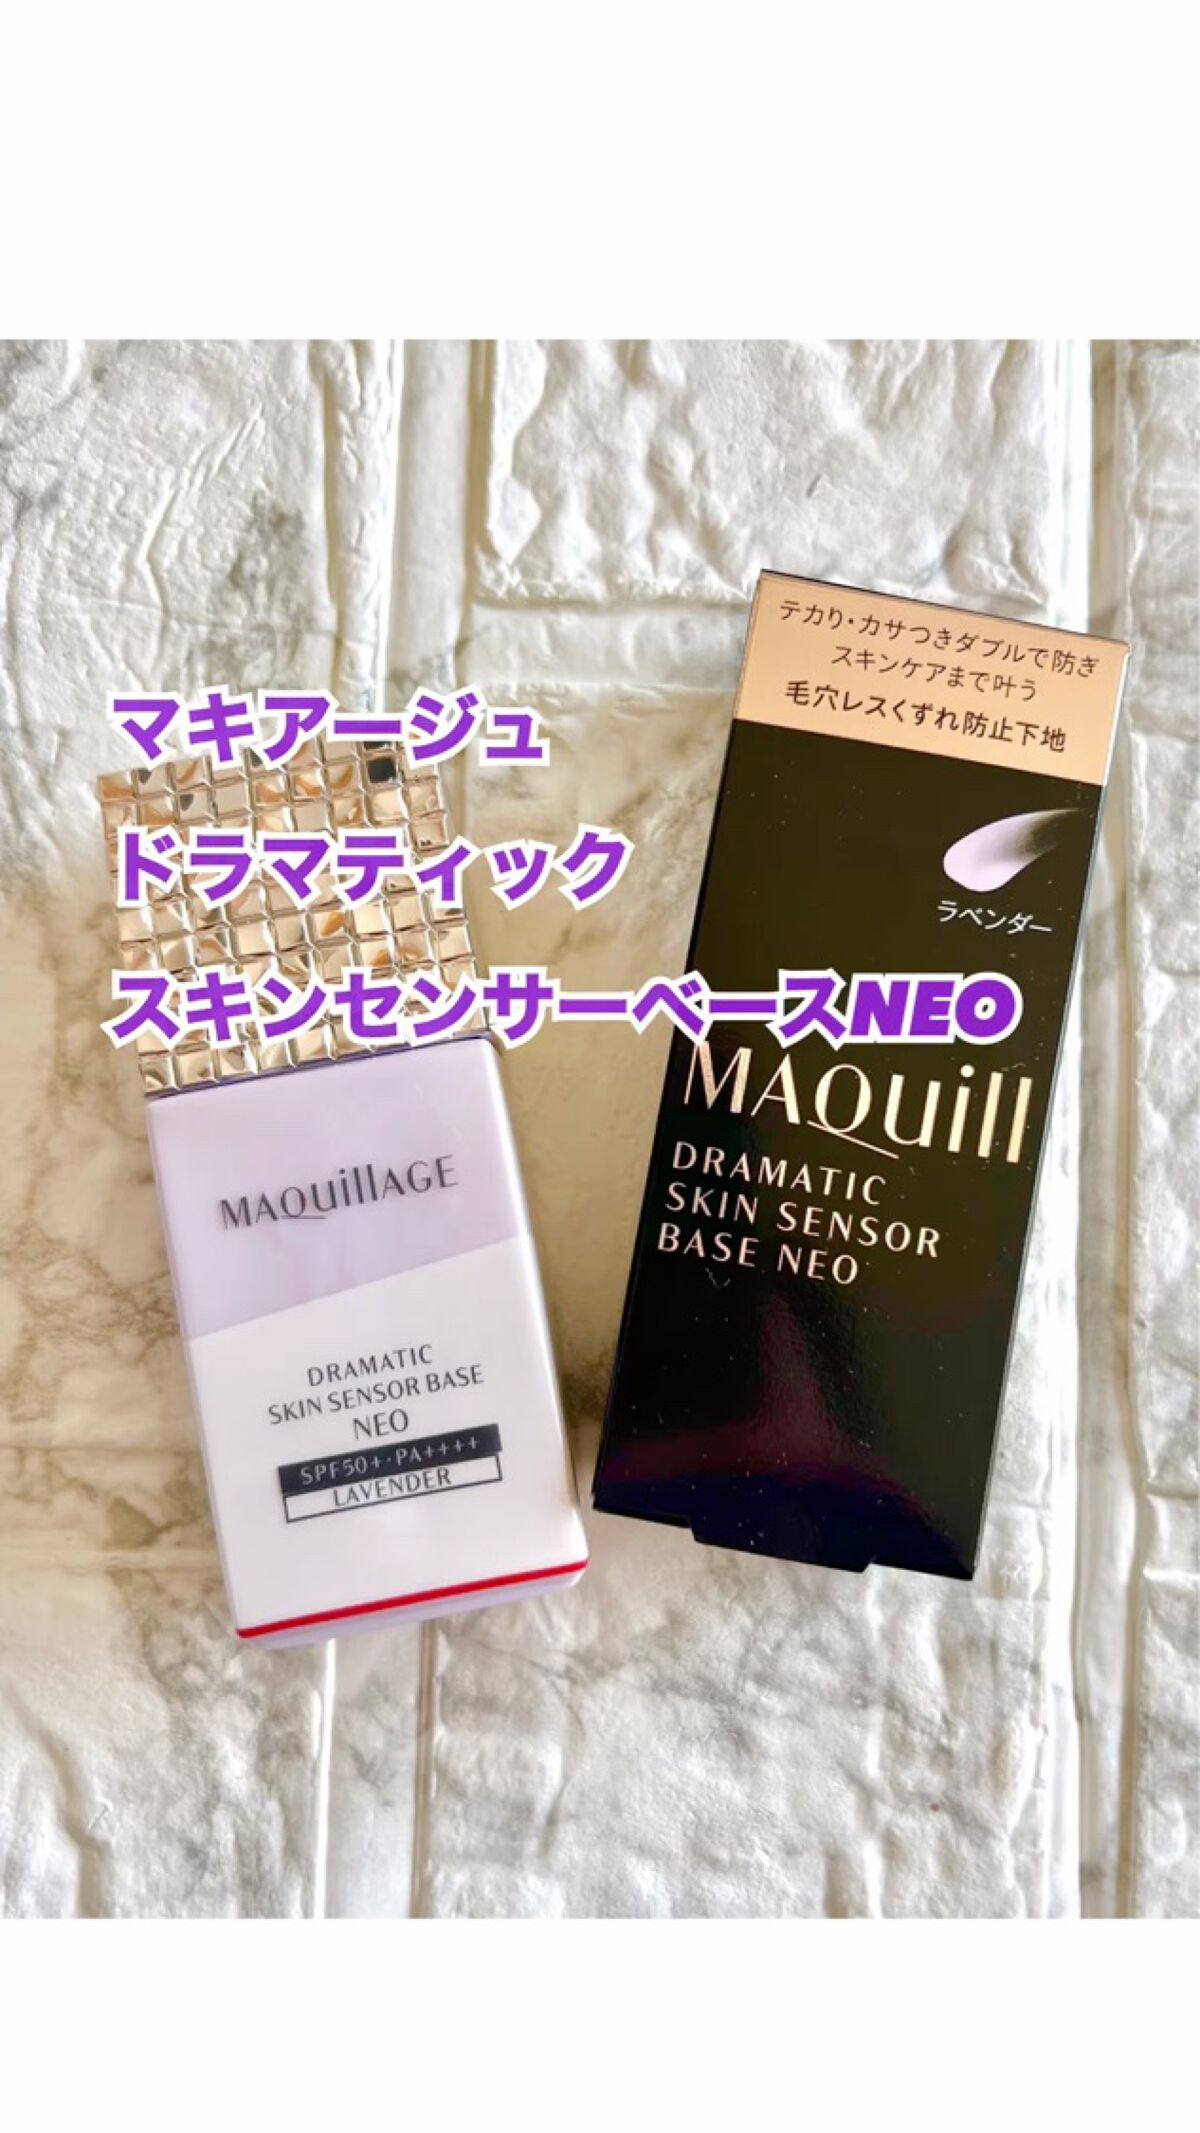 マキアージュ
ドラマティック
スキンセンサーベースNEO
テカり・カサつきダブルで防ぎ
スキンケアまで叶う
毛穴レスくずれ防止下地
ラベンダー
MAQuill
DRAMATIC
SKIN SENSOR
BASE NEO
MAQuillAGE
DRAMATIC
SKIN SENSOR BASE
NEO
SPF50+・PA++++
LAVENDER